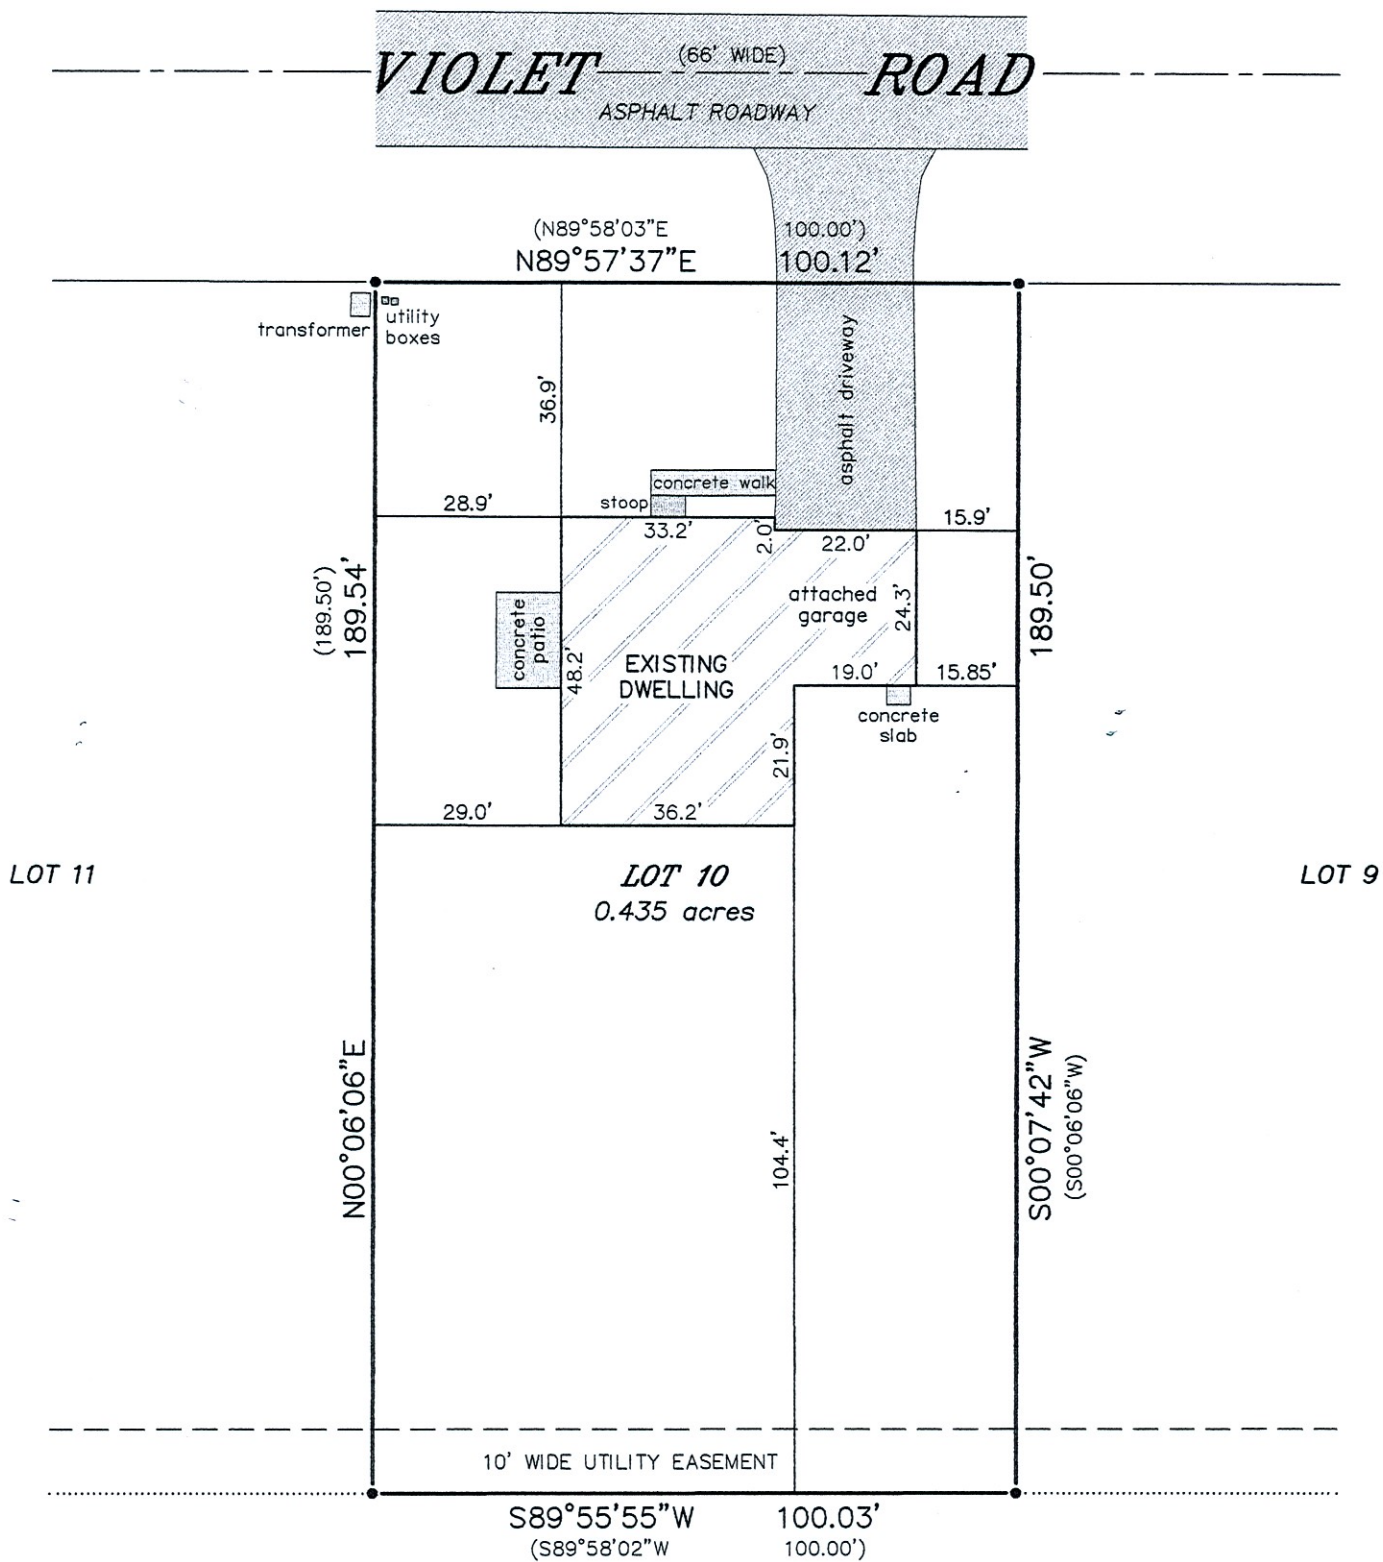 VIOLET (66' WIDE) ROAD
ASPHALT ROADWAY
(N89°58'03"E 100.00')
N89°57'37"E 100.12'
transformer
utility
boxes
36.9'
asphalt driveway
concrete walk
stoop
28.9'
33.2'
2.0'
22.0'
15.9'
(189.50')
189.54'
189.50'
concrete
patio
48.2'
attached
garage
24.3'
EXISTING
DWELLING
19.0'
15.85'
concrete
slab
21.9'
29.0'
36.2'
LOT 11
LOT 10
0.435 acres
LOT 9
N00°06'06"E
104.4'
S00°07'42"W
(S00°06'06"W)
10' WIDE UTILITY EASEMENT
S89°55'55"W 100.03'
(S89°58'02"W 100.00')